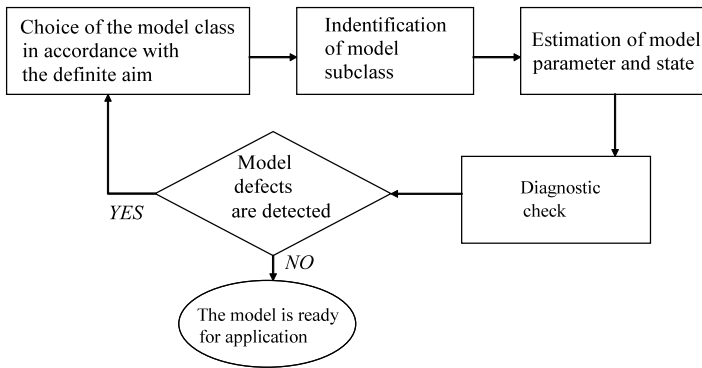 Choice of the model class
in accordance with
the definite aim
Indentification
of model
subclass
Estimation of model
parameter and state
Diagnostic
check
Model
defects
are detected
YES
NO
The model is ready
for application